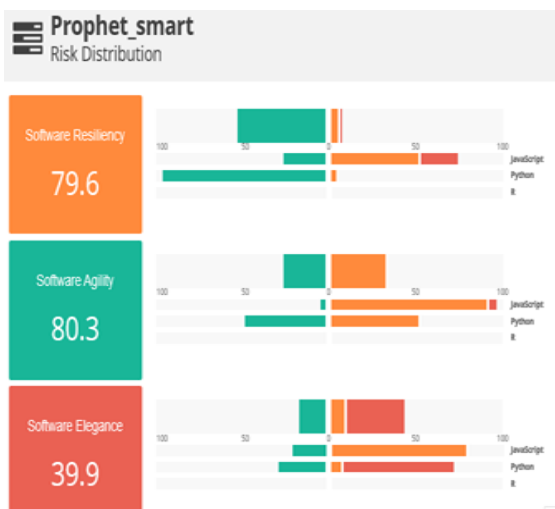 Prophet_smart
Risk Distribution
Software Resiliency
79.6
100 50 0 50 100
JavaScript
Python
R
Software Agility
80.3
100 50 0 50 100
JavaScript
Python
R
Software Elegance
39.9
100 50 0 50 100
JavaScript
Python
R